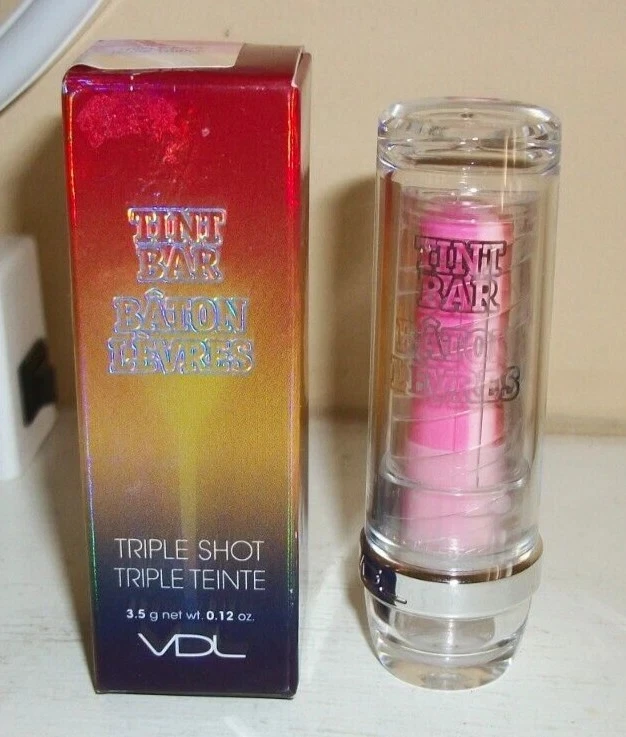 TINT
BAR
BÂTON
LÈVRES
TRIPLE SHOT
TRIPLE TEINTE
3.5 g net wt. 0.12 oz.
VDL
TINT
BAR
BÂTON
LÈVRES